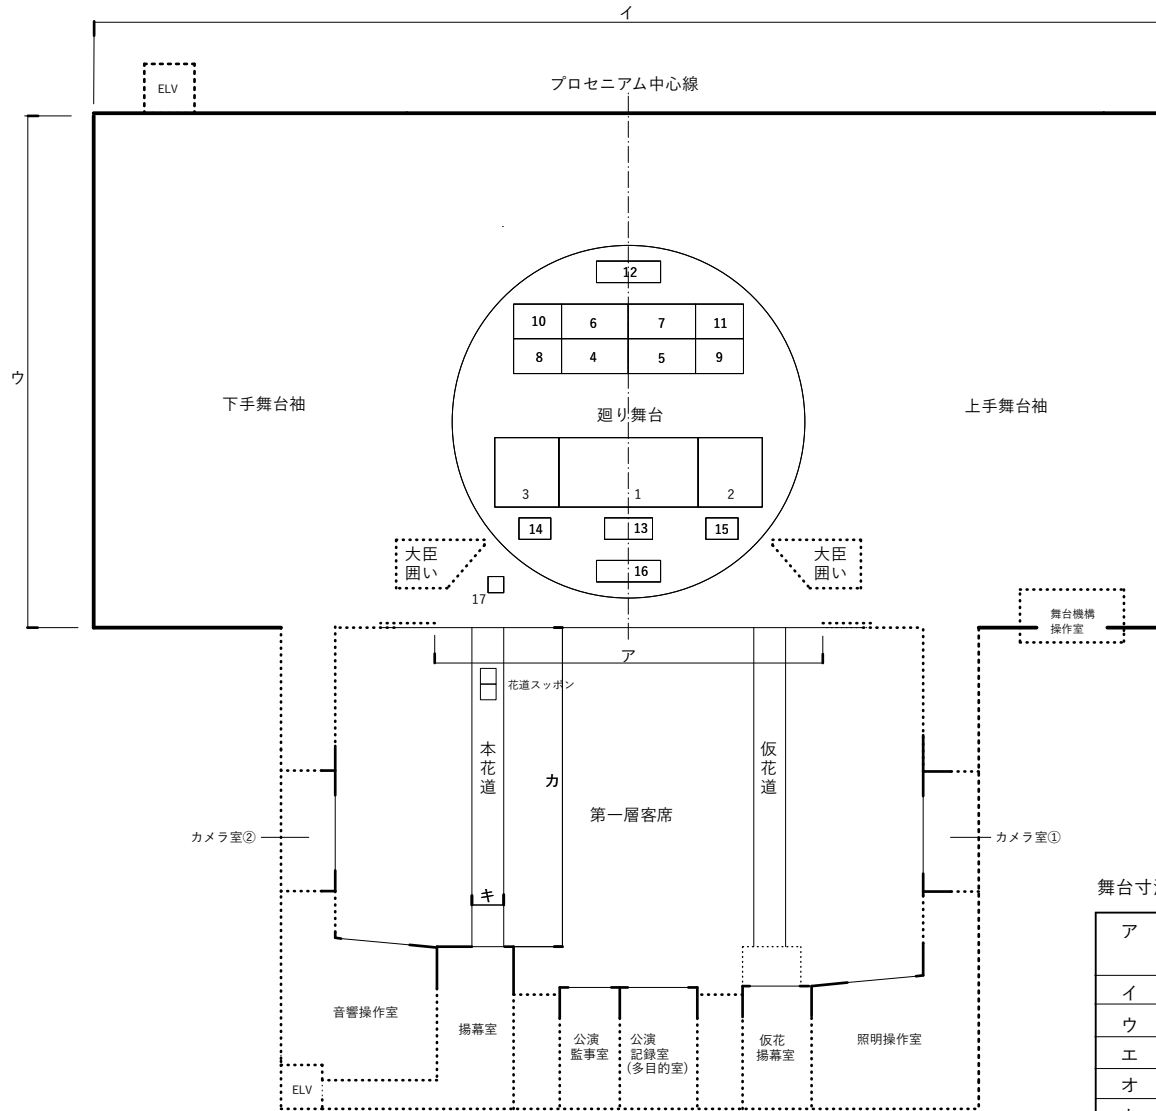 イ
プロセニアム中心線
ELV
12
10
6
7
11
8
4
5
9
ウ
下手舞台袖
廻り舞台
上手舞台袖
3
1
2
14
13
15
大臣
囲い
大臣
囲い
16
17
舞台機構
操作室
ア
花道スッポン
本花道
仮花道
カ
第一層客席
カメラ室②
カメラ室①
キ
舞台寸
ア
イ
ウ
エ
オ
音響操作室
揚幕室
公演
監事室
公演
記録室
(多目的室)
仮花
揚幕室
照明操作室
ELV